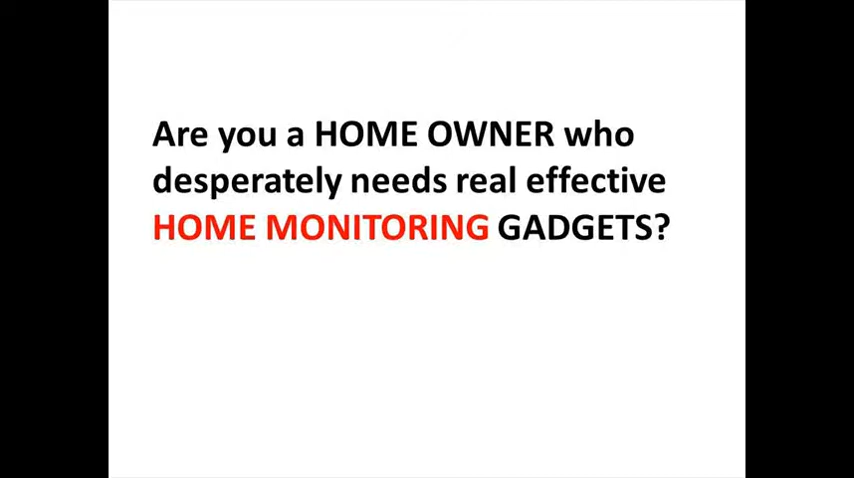 Are you a HOME OWNER who
desperately needs real effective
HOME MONITORING GADGETS?